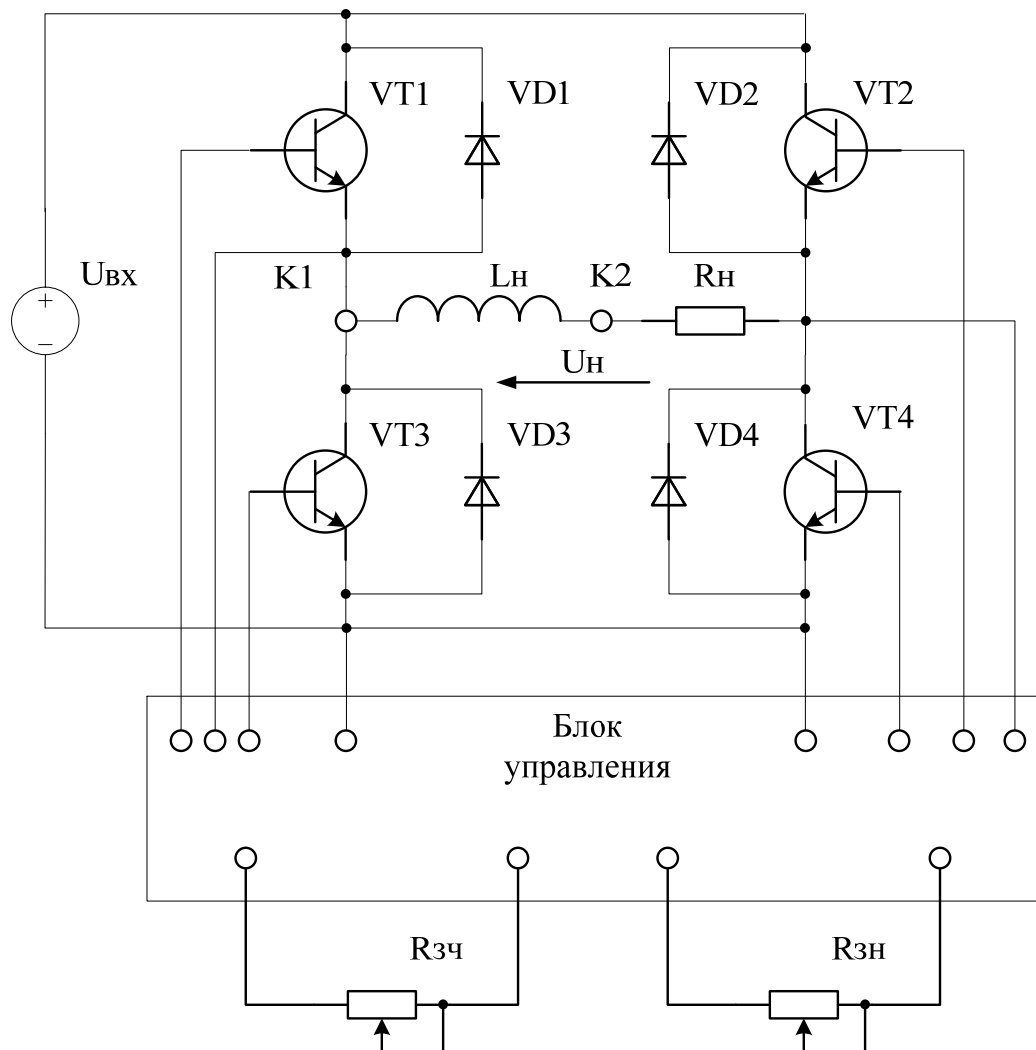 VT1 VD1 VD2 VT2
Uвх
+
−
K1 Lн K2 Rн
Uн
VT3 VD3 VD4 VT4
Блок
управления
Rзч Rзн